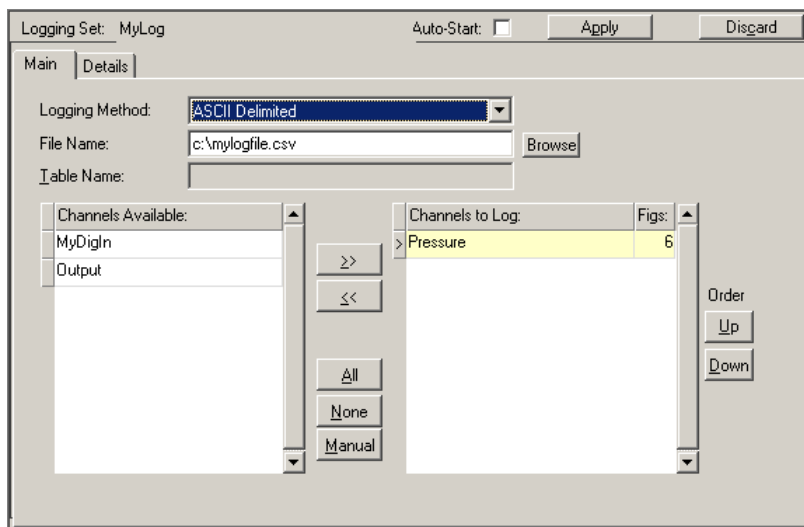 Logging Set: MyLog Auto-Start: Apply Discard
Main Details
Logging Method: ASCII Delimited
File Name: c:\mylogfile.csv Browse
Table Name:
Channels Available: Channels to Log: Figs:
MyDigIn > Pressure 6
Output >>
<<
Order
Up
All Down
None
Manual